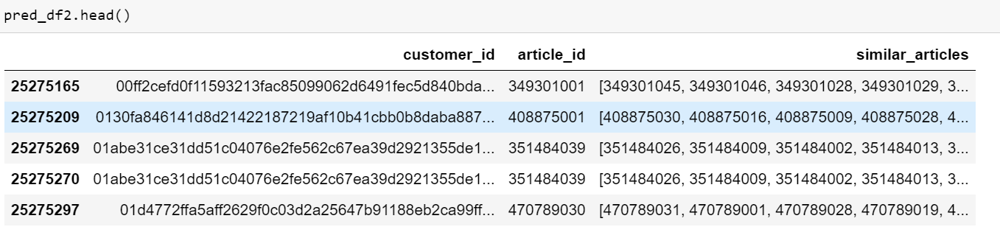 pred_df2.head()
customer_id article_id similar_articles
25275165 00ff2cefd0f11593213fac85099062d6491fec5d840bda... 349301001 [349301045, 349301046, 349301028, 349301029, 3...
25275209 0130fa846141d8d21422187219af10b41cbb0b8daba887... 408875001 [408875030, 408875016, 408875009, 408875028, 4...
25275269 01abe31ce31dd51c04076e2fe562c67ea39d2921355de1... 351484039 [351484026, 351484009, 351484002, 351484013, 3...
25275270 01abe31ce31dd51c04076e2fe562c67ea39d2921355de1... 351484039 [351484026, 351484009, 351484002, 351484013, 3...
25275297 01d4772ffa5aff2629f0c03d2a25647b91188eb2ca99ff... 470789030 [470789031, 470789001, 470789028, 470789019, 4...